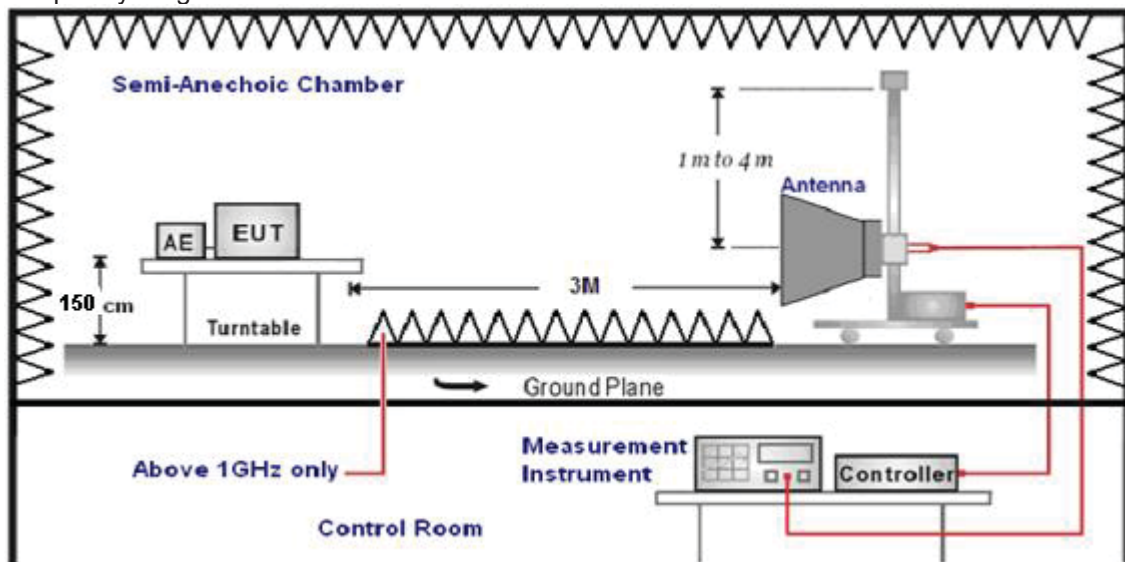 Semi-Anechoic Chamber
1 m to 4 m
Antenna
AE
EUT
150 cm
3M
Turntable
Ground Plane
Above 1GHz only
Measurement
Instrument
Controller
Control Room